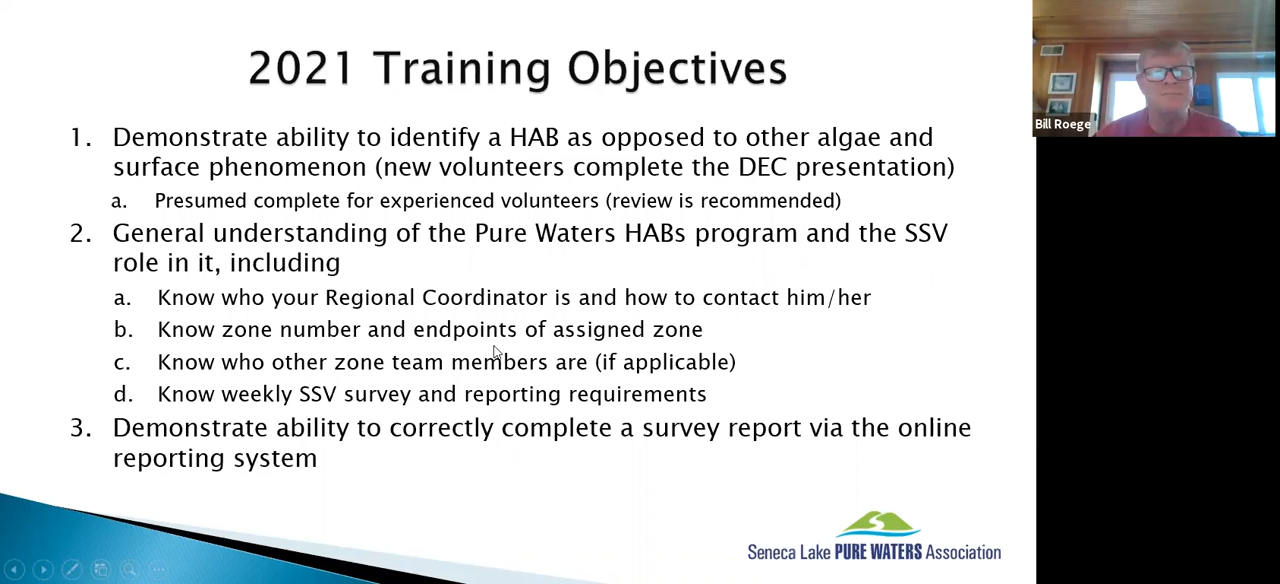 2021 Training Objectives
1. Demonstrate ability to identify a HAB as opposed to other algae and
surface phenomenon (new volunteers complete the DEC presentation)
a. Presumed complete for experienced volunteers (review is recommended)
2. General understanding of the Pure Waters HABs program and the SSV
role in it, including
a. Know who your Regional Coordinator is and how to contact him/her
b. Know zone number and endpoints of assigned zone
c. Know who other zone team members are (if applicable)
d. Know weekly SSV survey and reporting requirements
3. Demonstrate ability to correctly complete a survey report via the online
reporting system
Seneca Lake PURE WATERS Association
Bill Roege